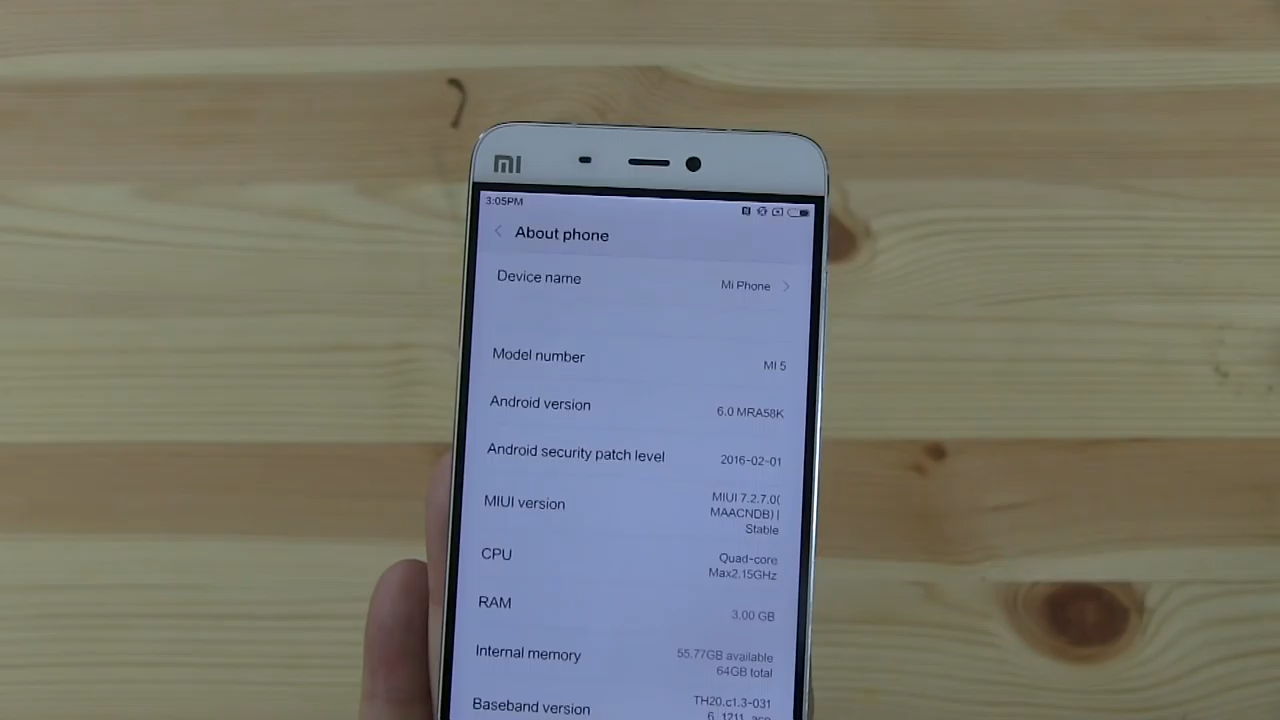 MI
3:05PM
About phone
Device name Mi Phone
Model number MI 5
Android version 6.0 MRA58K
Android security patch level 2016-02-01
MIUI version MIUI 7.2.7.0(
MAACNDB) |
Stable
CPU Quad-core
Max2.15GHz
RAM 3.00 GB
Internal memory 55.77GB available
64GB total
Baseband version TH20.c1.3-031